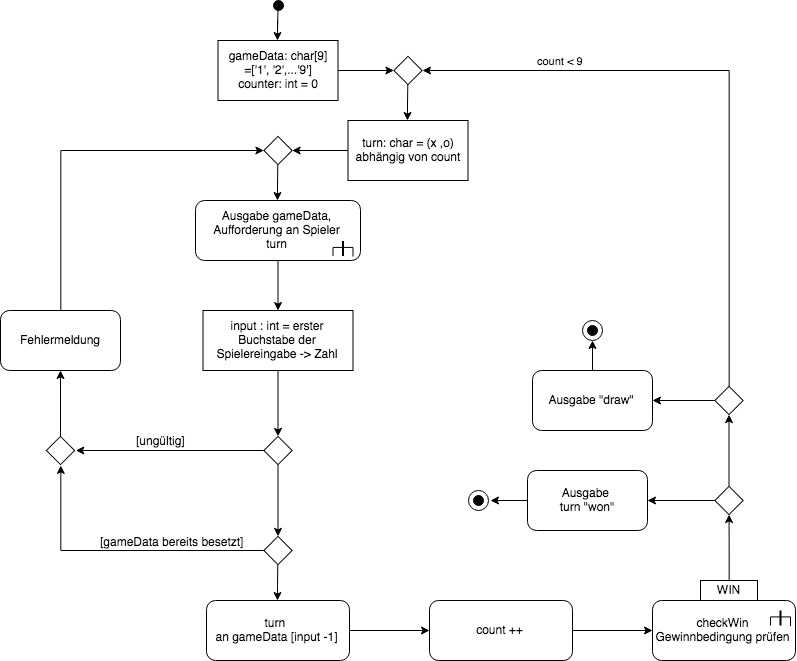 gameData: char[9]
=['1', '2',...'9']
counter: int = 0
count < 9
turn: char = (x ,o)
abhängig von count
Ausgabe gameData,
Aufforderung an Spieler
turn
Fehlermeldung
input : int = erster
Buchstabe der
Spielereingabe -> Zahl
Ausgabe "draw"
[ungültig]
Ausgabe
turn "won"
[gameData bereits besetzt]
WIN
turn
an gameData [input -1]
count ++
checkWin
Gewinnbedingung prüfen